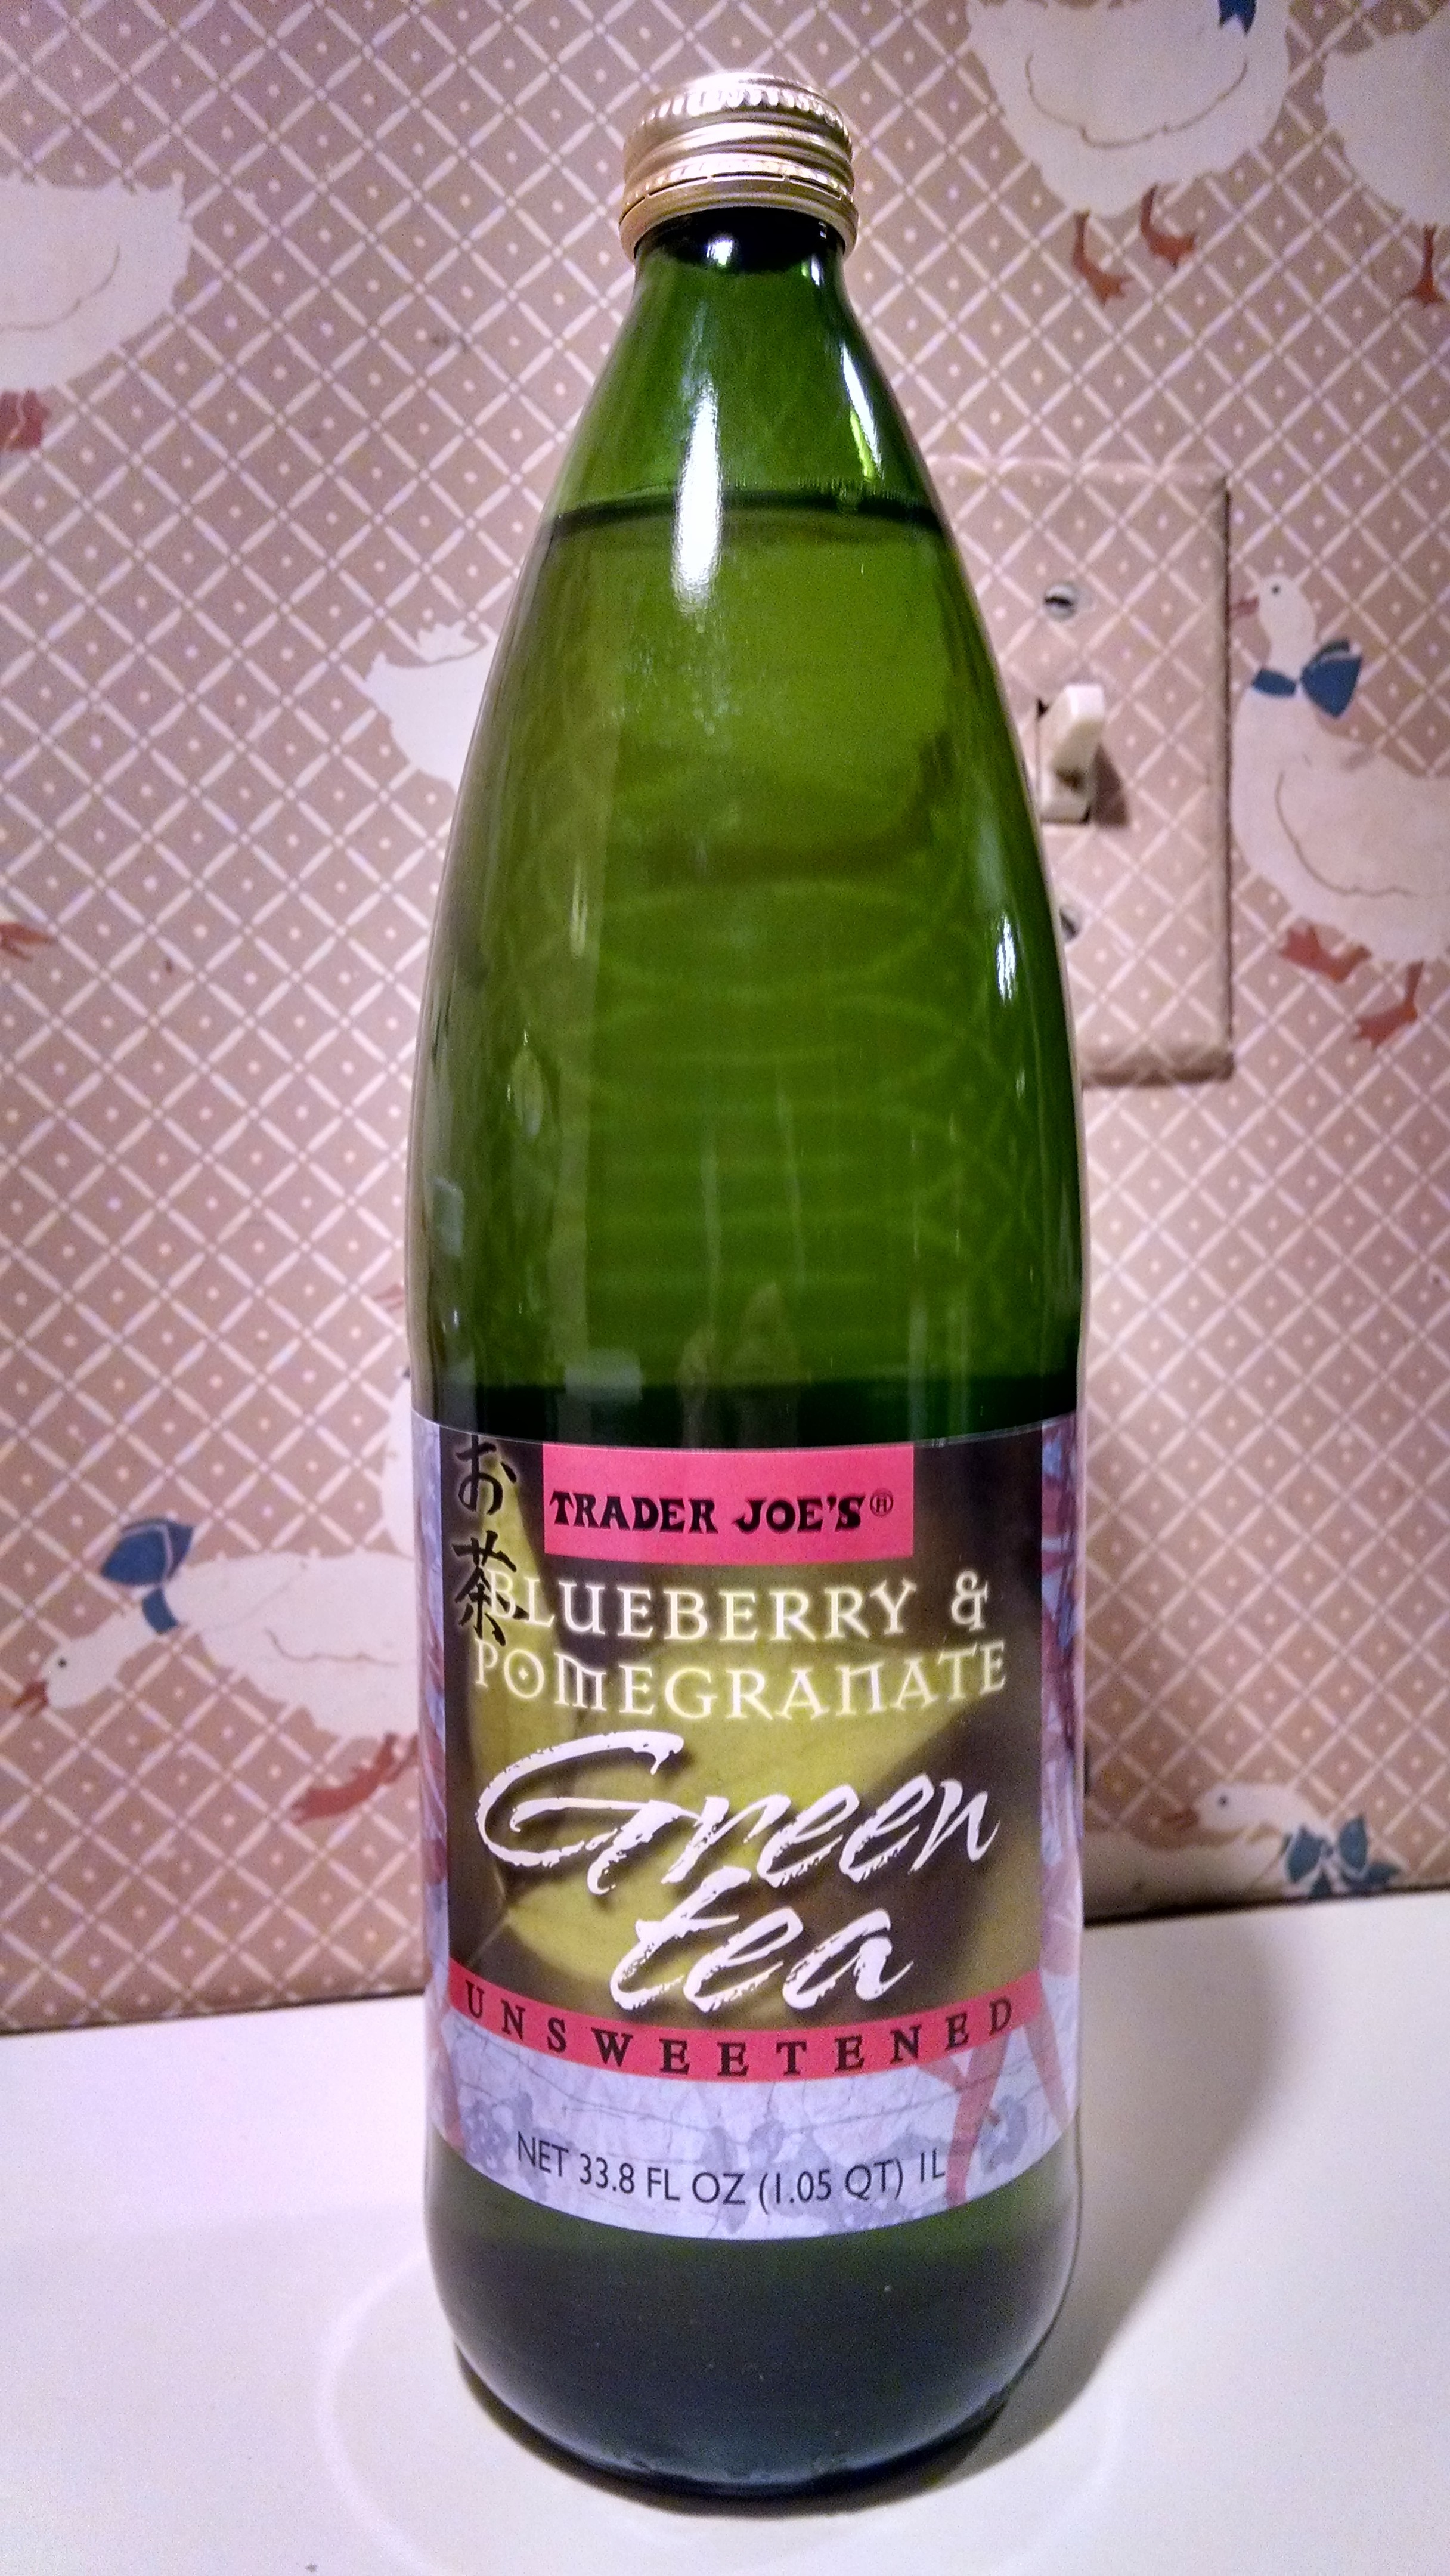 お茶
TRADER JOE'S®
BLUEBERRY &
POMEGRANATE
Green
tea
UNSWEETENED
NET 33.8 FL OZ (1.05 QT) 1L